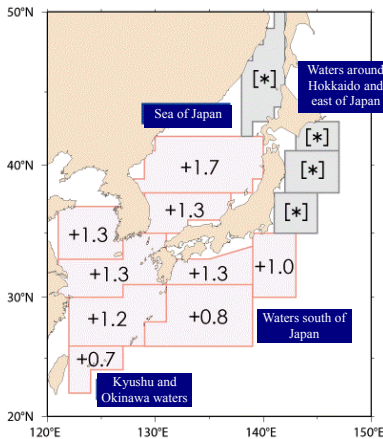 50°N
[*]
Waters around
Hokkaido and
east of Japan
Sea of Japan
[*]
+1.7
40°N
[*]
+1.3
[*]
+1.3
+1.3
+1.3
+1.0
30°N
+1.2
+0.8
Waters south of
Japan
+0.7
Kyushu and
Okinawa waters
20°N
120°E
130°E
140°E
150°E